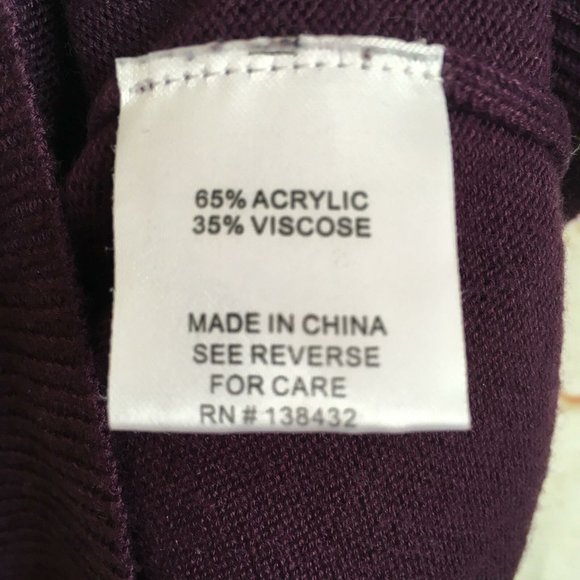 65% ACRYLIC
35% VISCOSE
MADE IN CHINA
SEE REVERSE
FOR CARE
RN # 138432